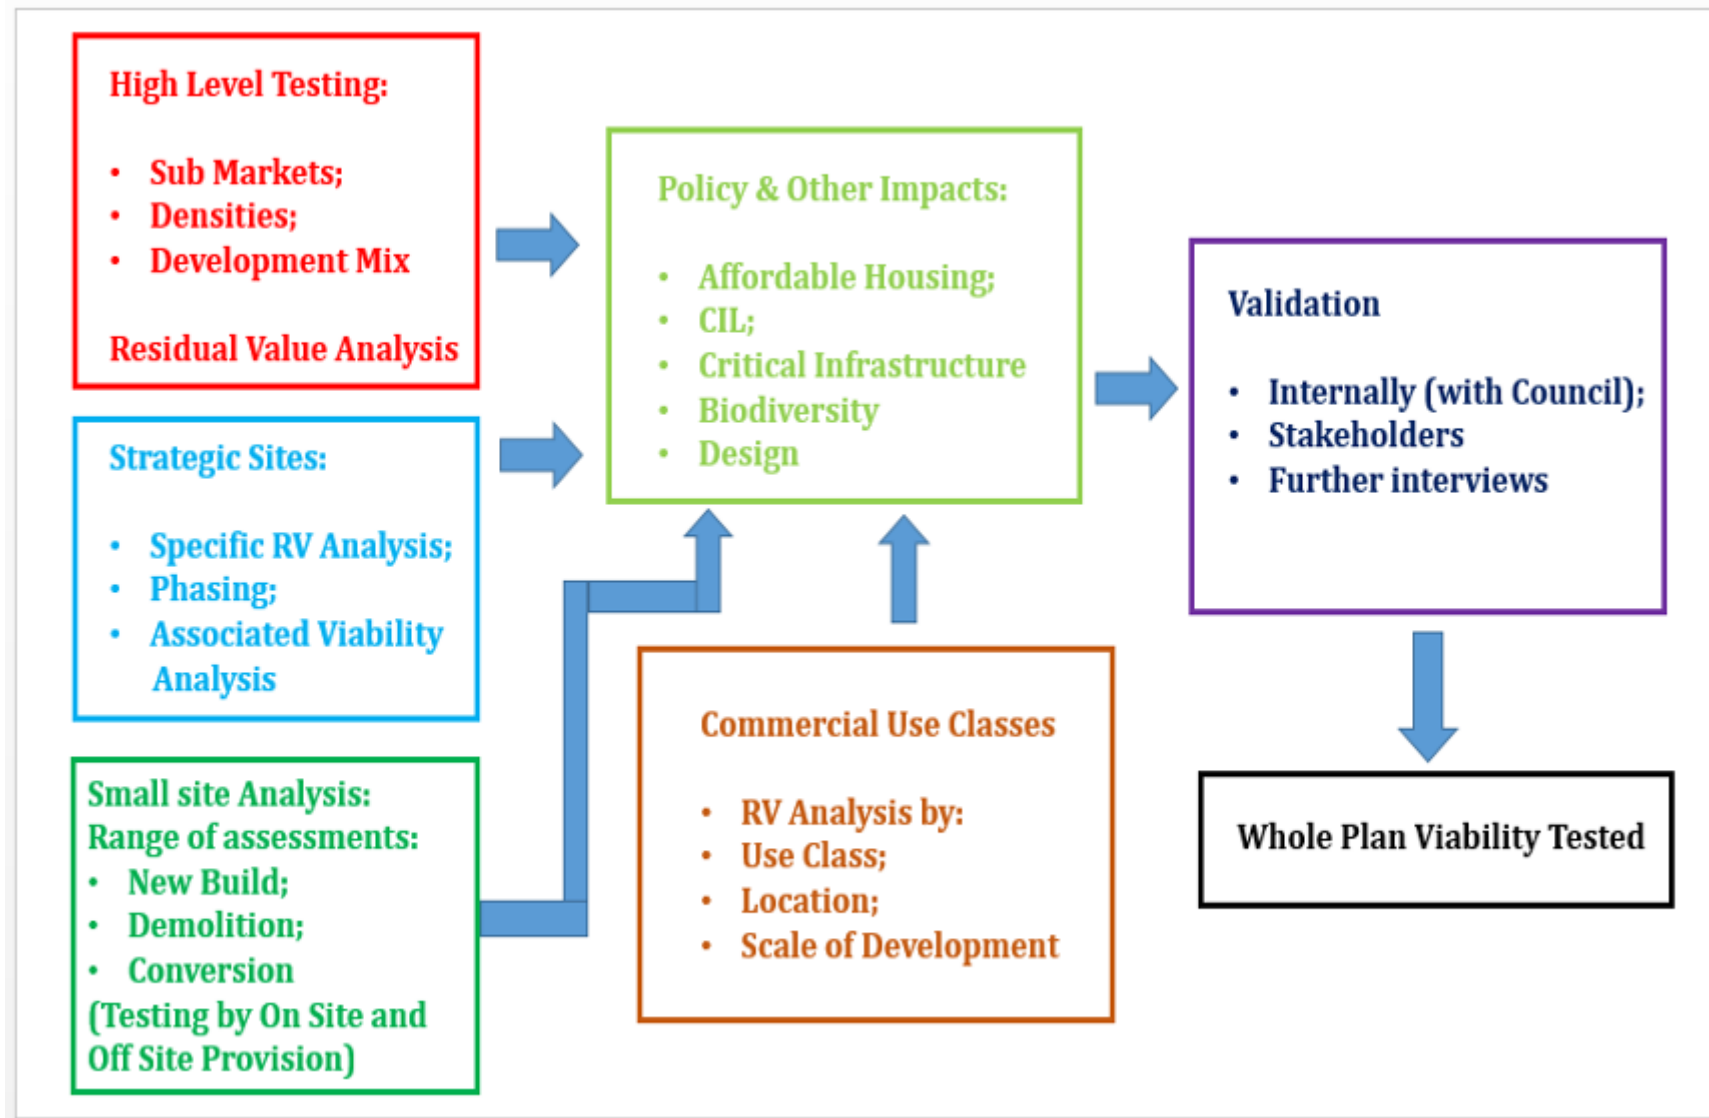 High Level Testing:
• Sub Markets;
• Densities;
• Development Mix
Residual Value Analysis
Strategic Sites:
• Specific RV Analysis;
• Phasing;
• Associated Viability
Analysis
Small site Analysis:
Range of assessments:
• New Build;
• Demolition;
• Conversion
(Testing by On Site and
Off Site Provision)
Policy & Other Impacts:
• Affordable Housing;
• CIL;
• Critical Infrastructure
• Biodiversity
• Design
Commercial Use Classes
• RV Analysis by:
• Use Class;
• Location;
• Scale of Development
Validation
• Internally (with Council);
• Stakeholders
• Further interviews
Whole Plan Viability Tested